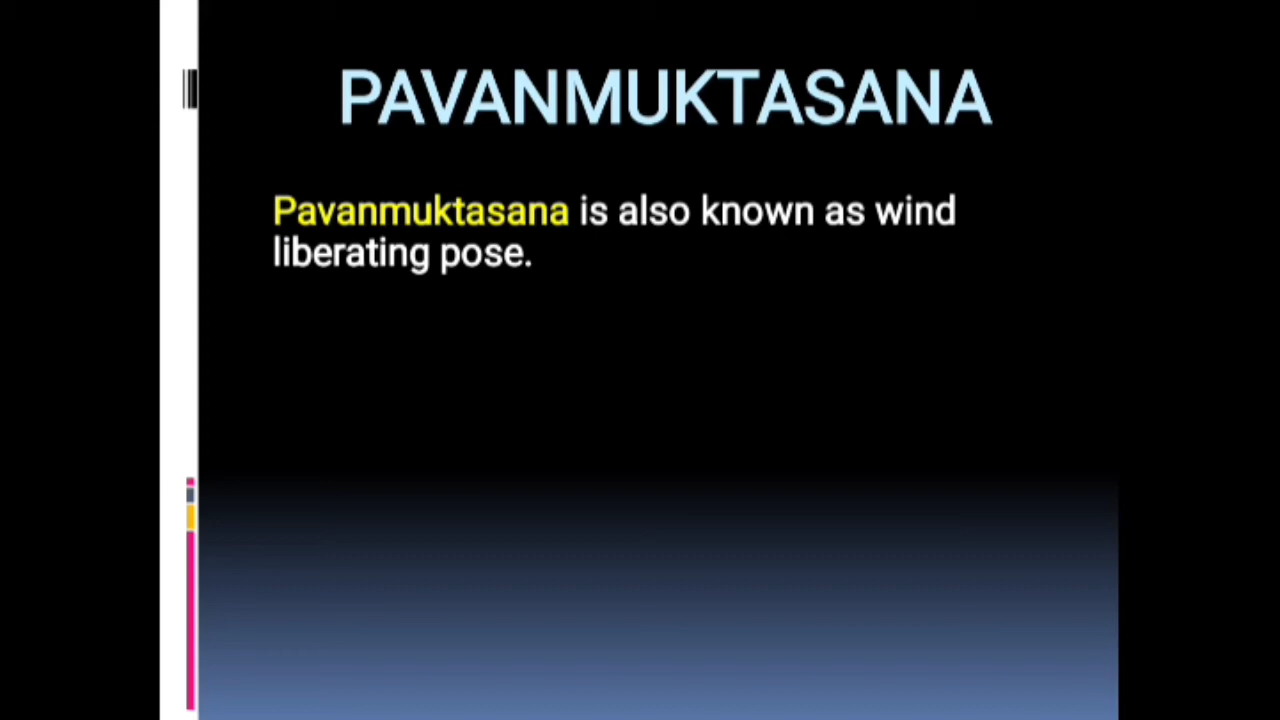 PAVANMUKTASANA
Pavanmuktasana is also known as wind
liberating pose.